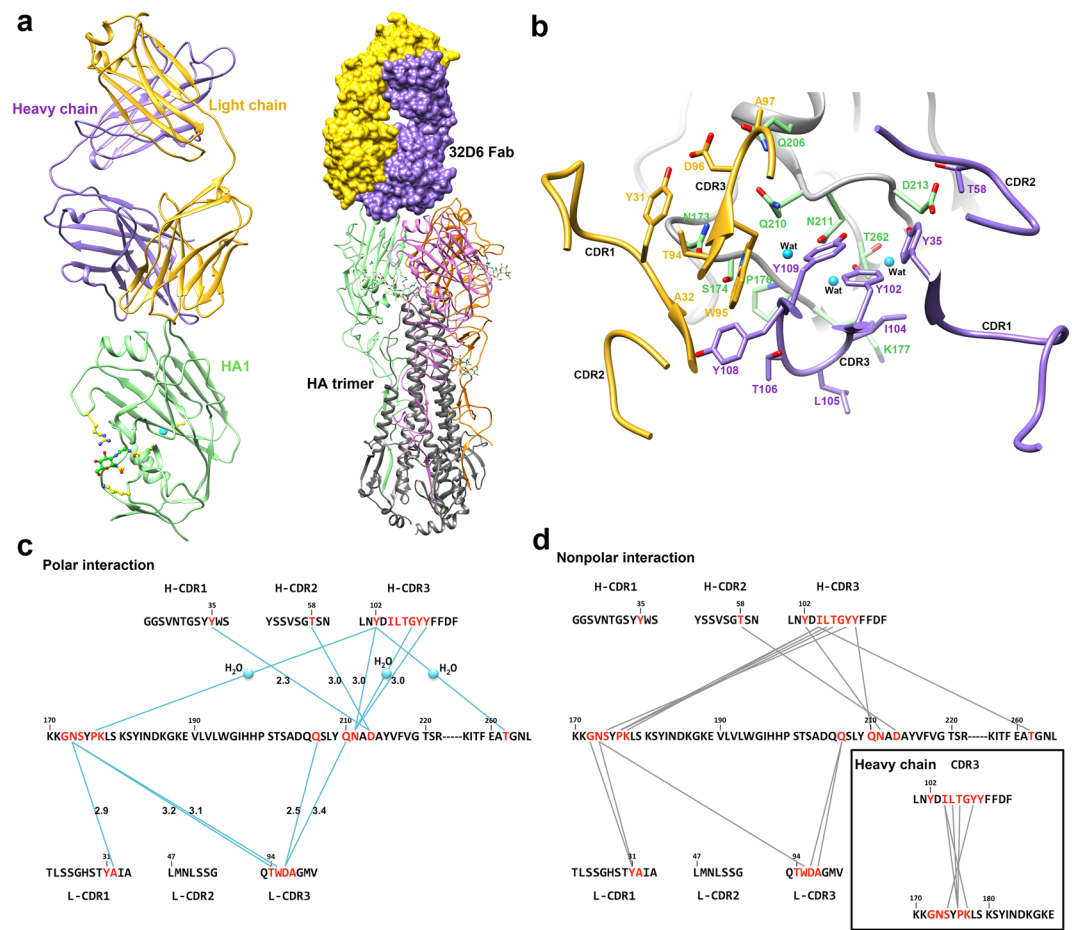 a
Heavy chain
Light chain
HA1
32D6 Fab
HA trimer
b
A97
Q206
D96
CDR3
Y31
CDR2
D213
T58
Q210
N173
N211
CDR1
T262
Y35
Wat
T94
Wat
Y109
S174
P176
Y102
Wat
A32
W95
I104
CDR1
K177
CDR2
Y108
CDR3
T106
L105
c
Polar interaction
H-CDR1
H-CDR2
H-CDR3
35
58
102
GGSVNTGSYYWS
YSSVSGTSN
LNYDILTGYYFFDF
H2O
H2O
H2O
2.3
3.0
3.0
3.0
170
190
210
220
260
KKGNSYPKLS KSYINDKGKE VLVLWGIHHP STSADQQSLY QNADAYVFVG TSR-----KITF EATGNL
2.9
3.2
3.1
2.5
3.4
31
47
94
TLSSGHSTYAIA
LMNLSSG
QTWDAGMV
L-CDR1
L-CDR2
L-CDR3
d
Nonpolar interaction
H-CDR1
H-CDR2
H-CDR3
35
58
102
GGSVNTGSYYWS
YSSVSGTSN
LNYDILTGYYFFDF
170
190
210
220
260
KKGNSYPKLS KSYINDKGKE VLVLWGIHHP STSADQQSLY QNADAYVFVG TSR-----KITF EATGNL
31
47
94
TLSSGHSTYAIA
LMNLSSG
QTWDAGMV
L-CDR1
L-CDR2
L-CDR3
Heavy chain CDR3
102
LNYDILTGYYFFDF
170
180
KKGNSYPKLS KSYINDKGKE